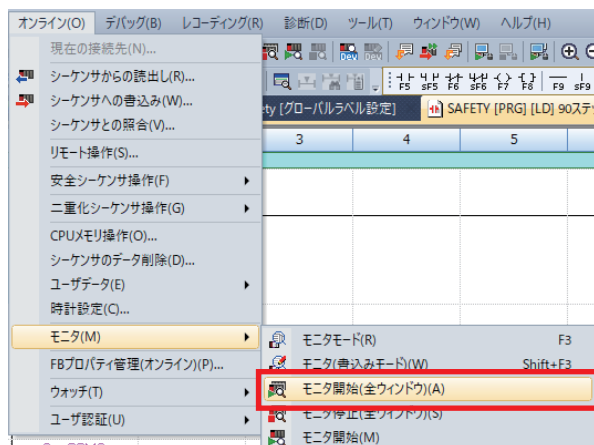 オンライン(O) デバッグ(B) レコーディング(R) 診断(D) ツール(T) ウィンドウ(W) ヘルプ(H)
現在の接続先(N)...
シーケンサからの読出し(R)...
シーケンサへの書込み(W)...
シーケンサとの照合(V)...
リモート操作(S)...
安全シーケンサ操作(F)
二重化シーケンサ操作(G)
CPUメモリ操作(O)...
シーケンサのデータ削除(D)...
ユーザデータ(E)
時計設定(C)...
モニタ(M)
FBプロパティ管理(オンライン)(P)...
ウォッチ(T)
ユーザ認証(U)
Dev Dev
F5 sF5 F6 sF6 F7 F8 F9 sF9
ety [グローバルラベル設定] SAFETY [PRG] [LD] 90ステッ
3 4 5
モニタモード(R) F3
モニタ(書込みモード)(W) Shift+F3
モニタ開始(全ウィンドウ)(A)
モニタ停止(全ウィンドウ)(S)
モニタ開始(M)